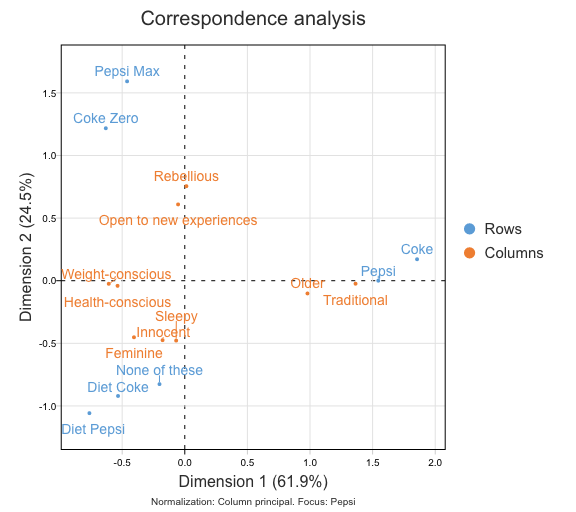 Correspondence analysis
Pepsi Max
1.5
Coke Zero
1.0
Rebellious
0.5
Open to new experiences
Coke
Rows
Columns
Pepsi
Weight-conscious
0.0
Older
Health-conscious
Traditional
Sleepy
Innocent
-0.5
Feminine
None of these
Diet Coke
-1.0
Diet Pepsi
Dimension 2 (24.5%)
-0.5
0.0
0.5
1.0
1.5
2.0
Dimension 1 (61.9%)
Normalization: Column principal. Focus: Pepsi